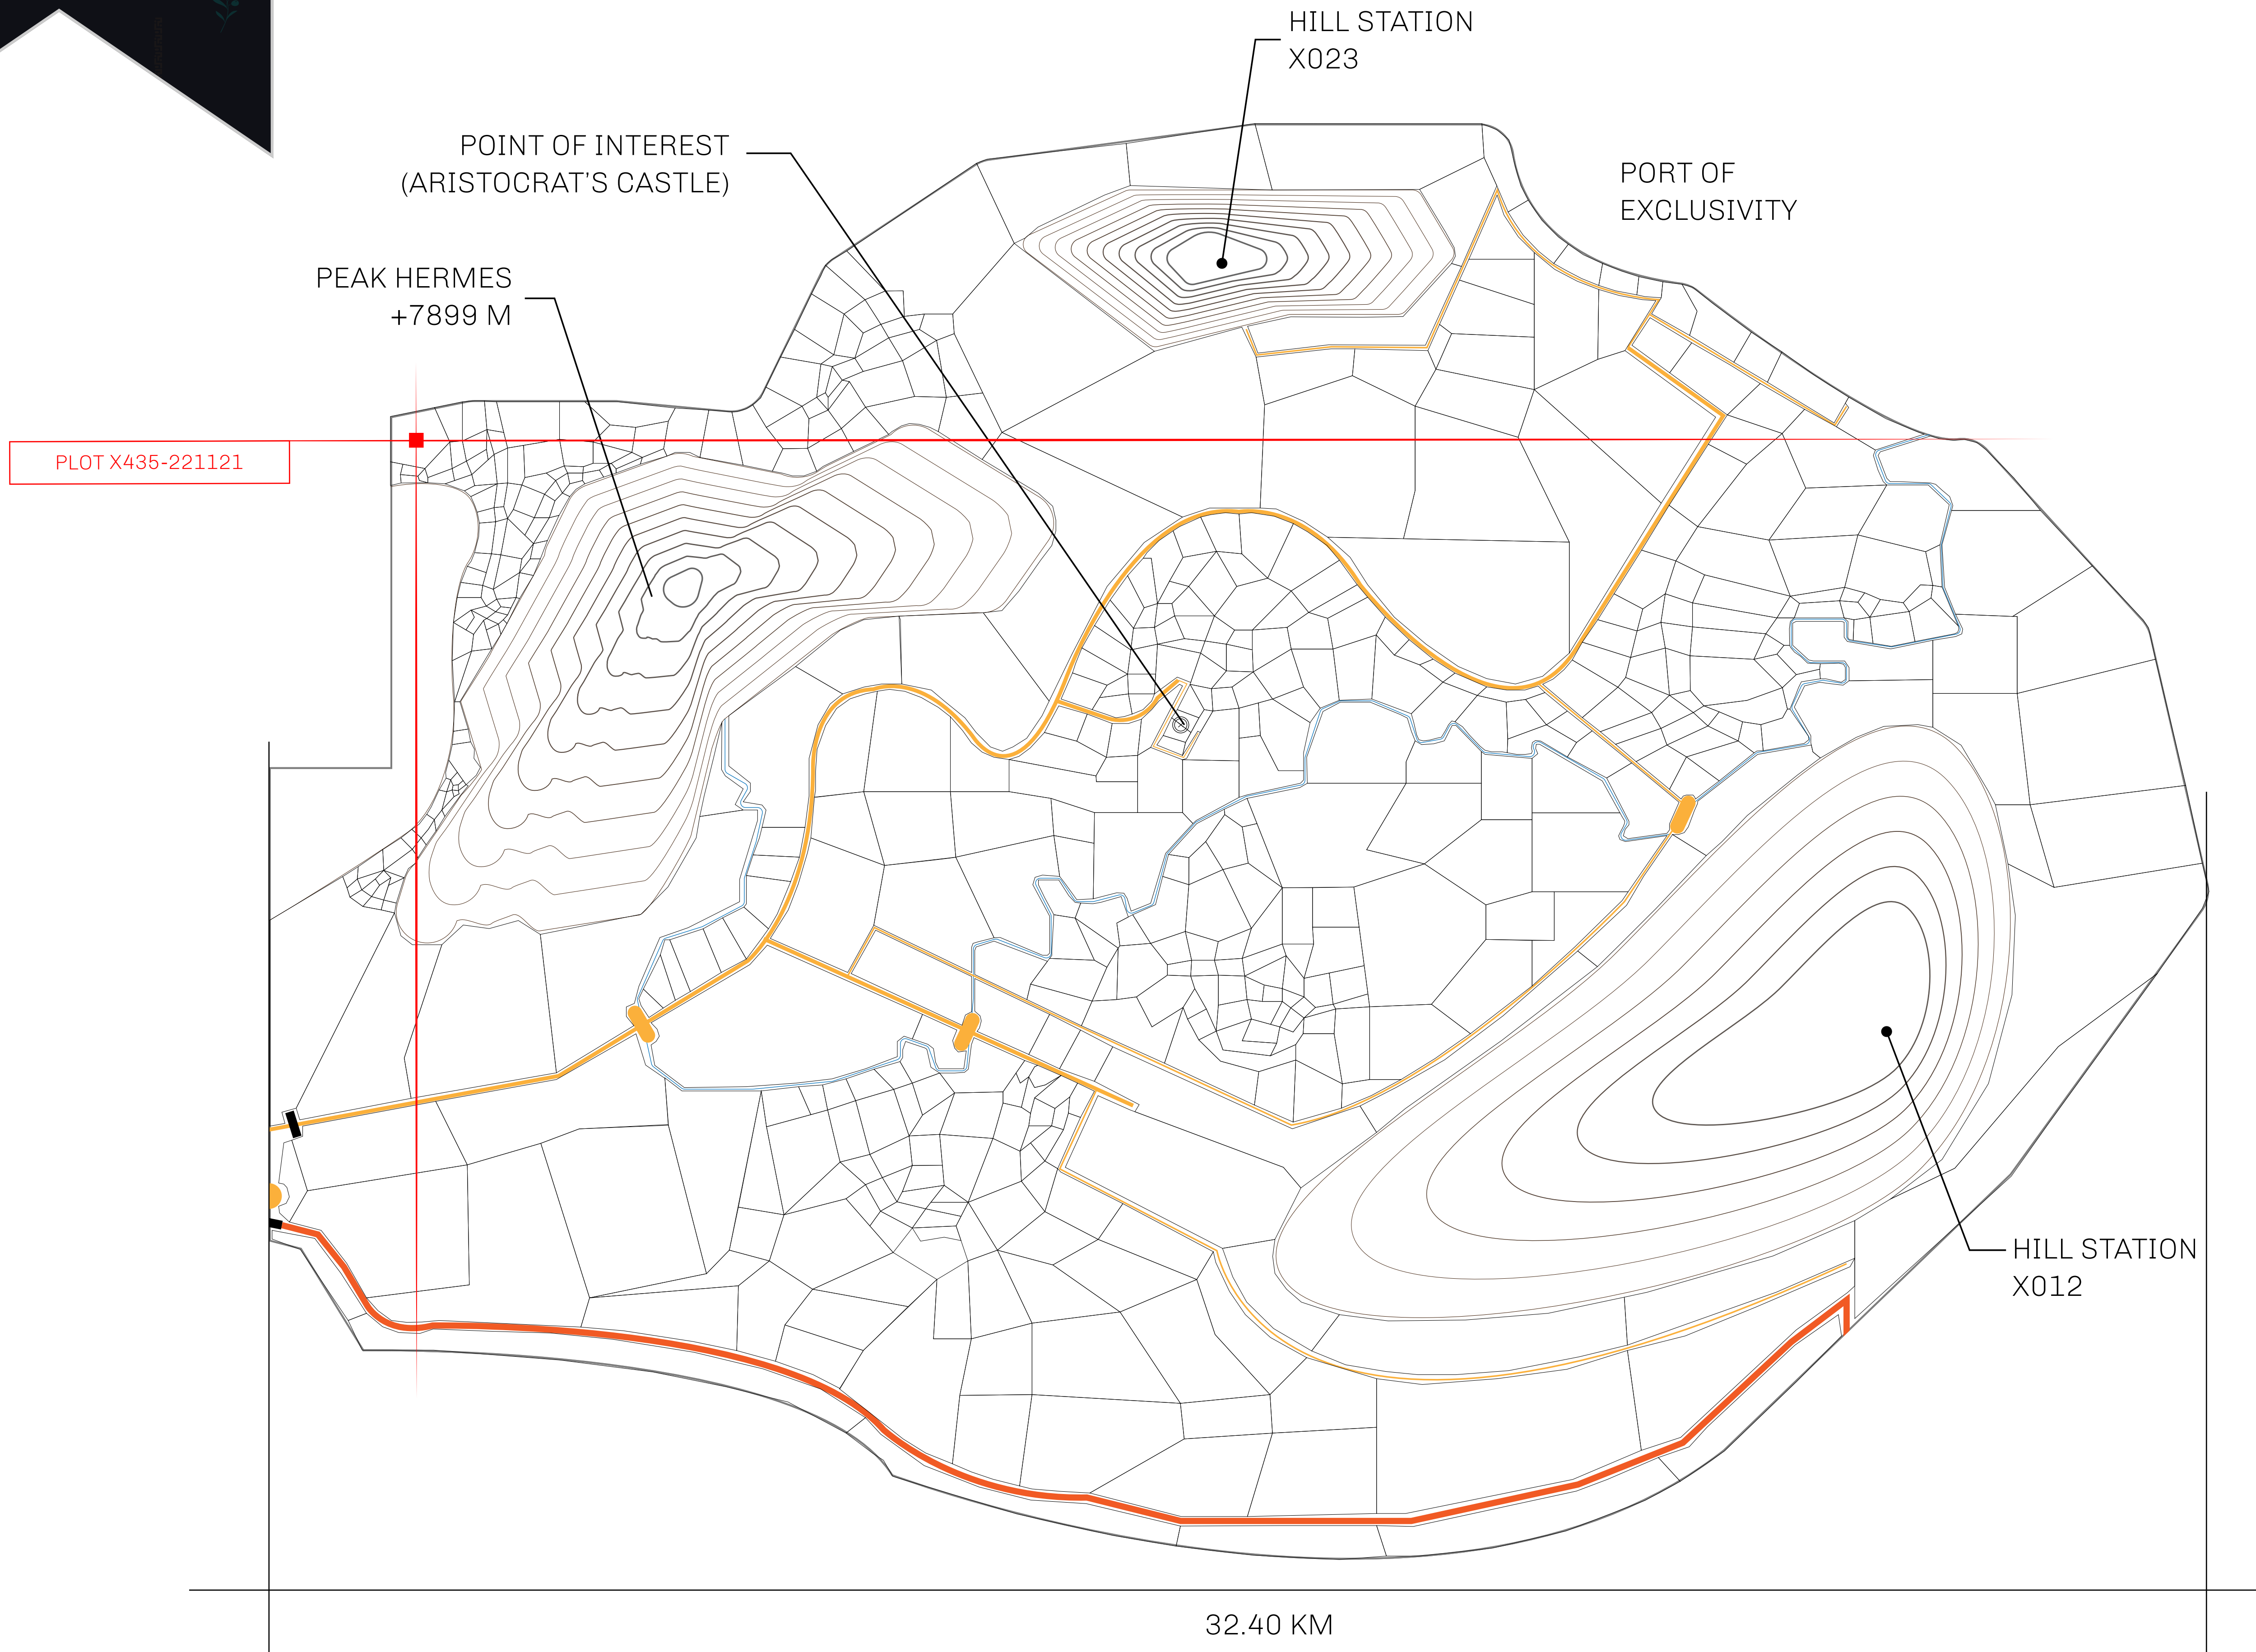 HILL STATION
X023
POINT OF INTEREST
(ARISTOCRAT'S CASTLE)
PORT OF
EXCLUSIVITY
PEAK HERMES
+7899 M
PLOT X435-221121
HILL STATION
X012
32.40 KM